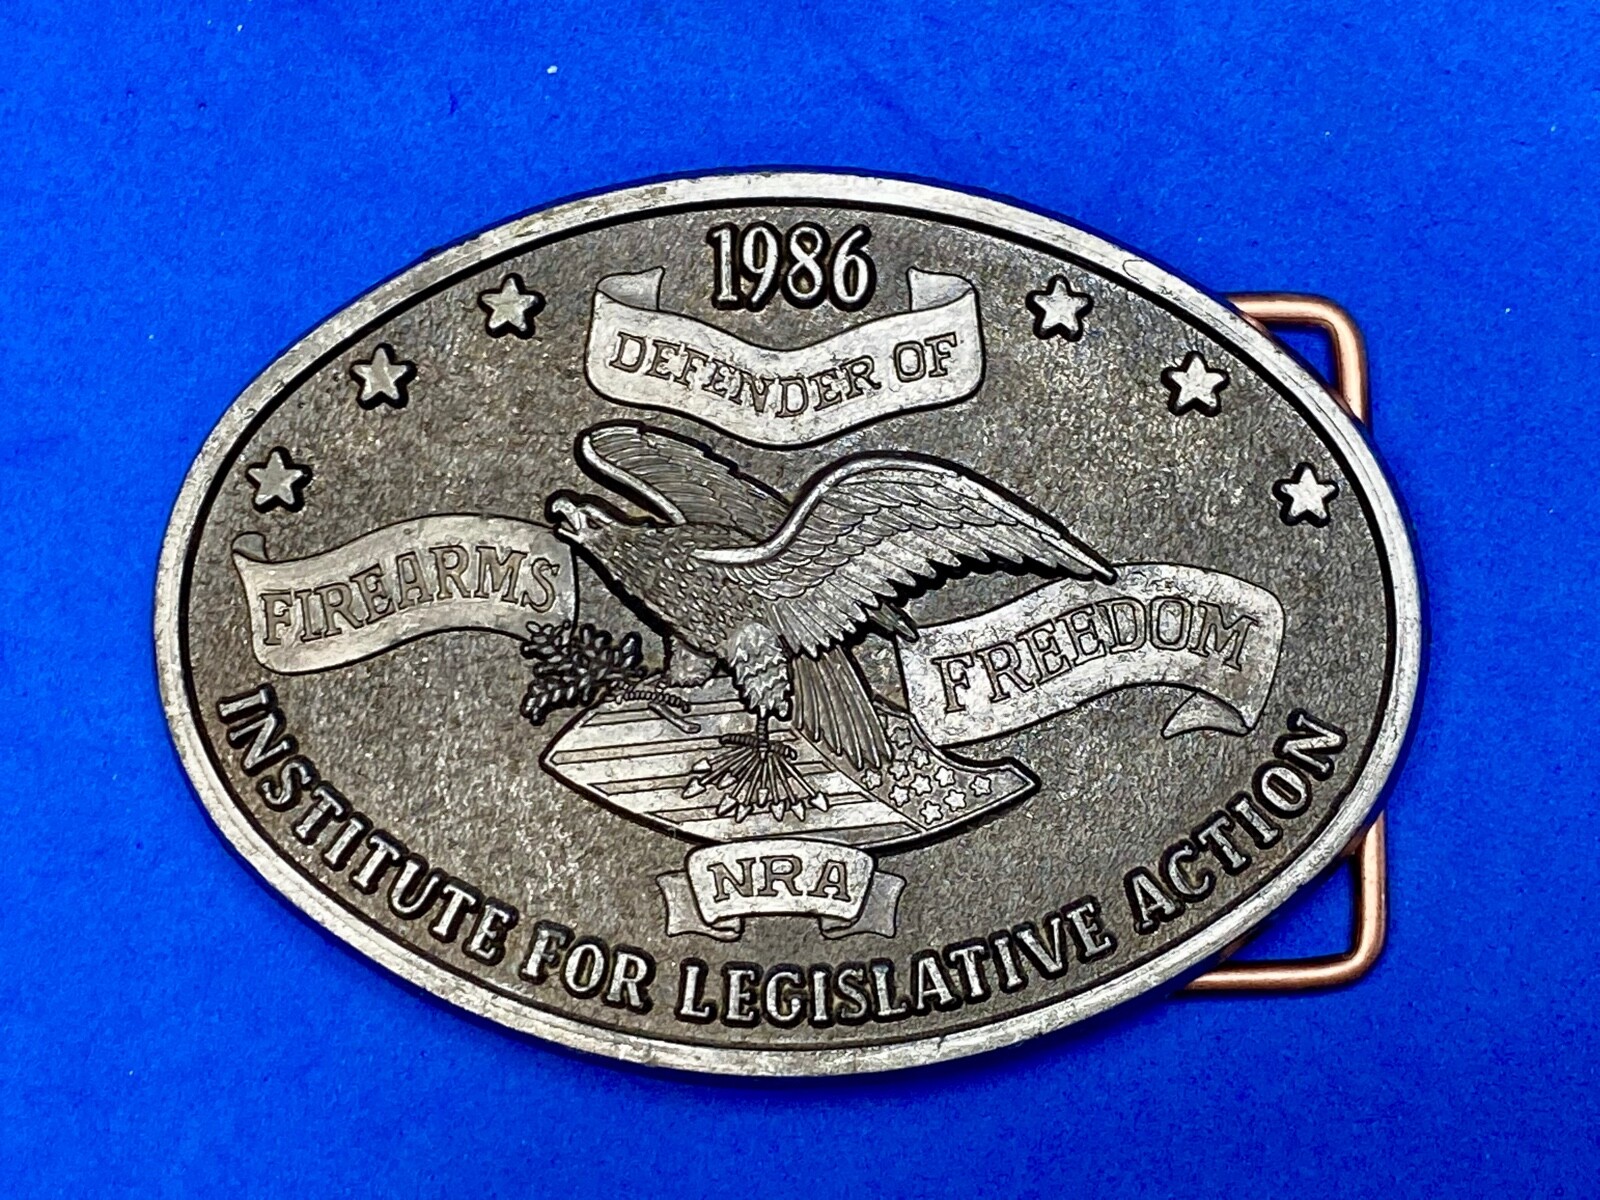 1986
DEFENDER OF
FIREARMS
FREEDOM
NRA
INSTITUTE FOR LEGISLATIVE ACTION